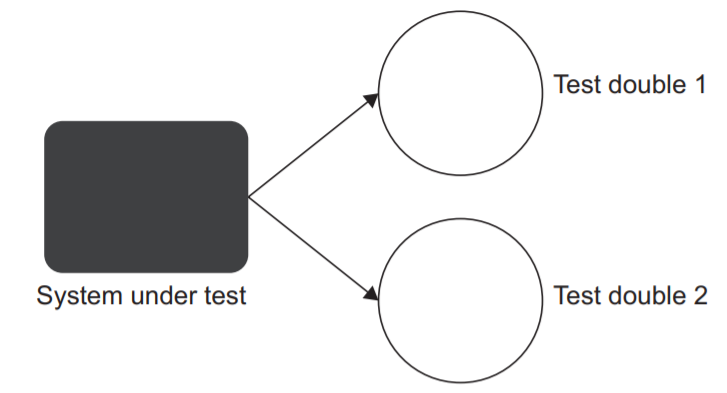 Test double 1
System under test
Test double 2